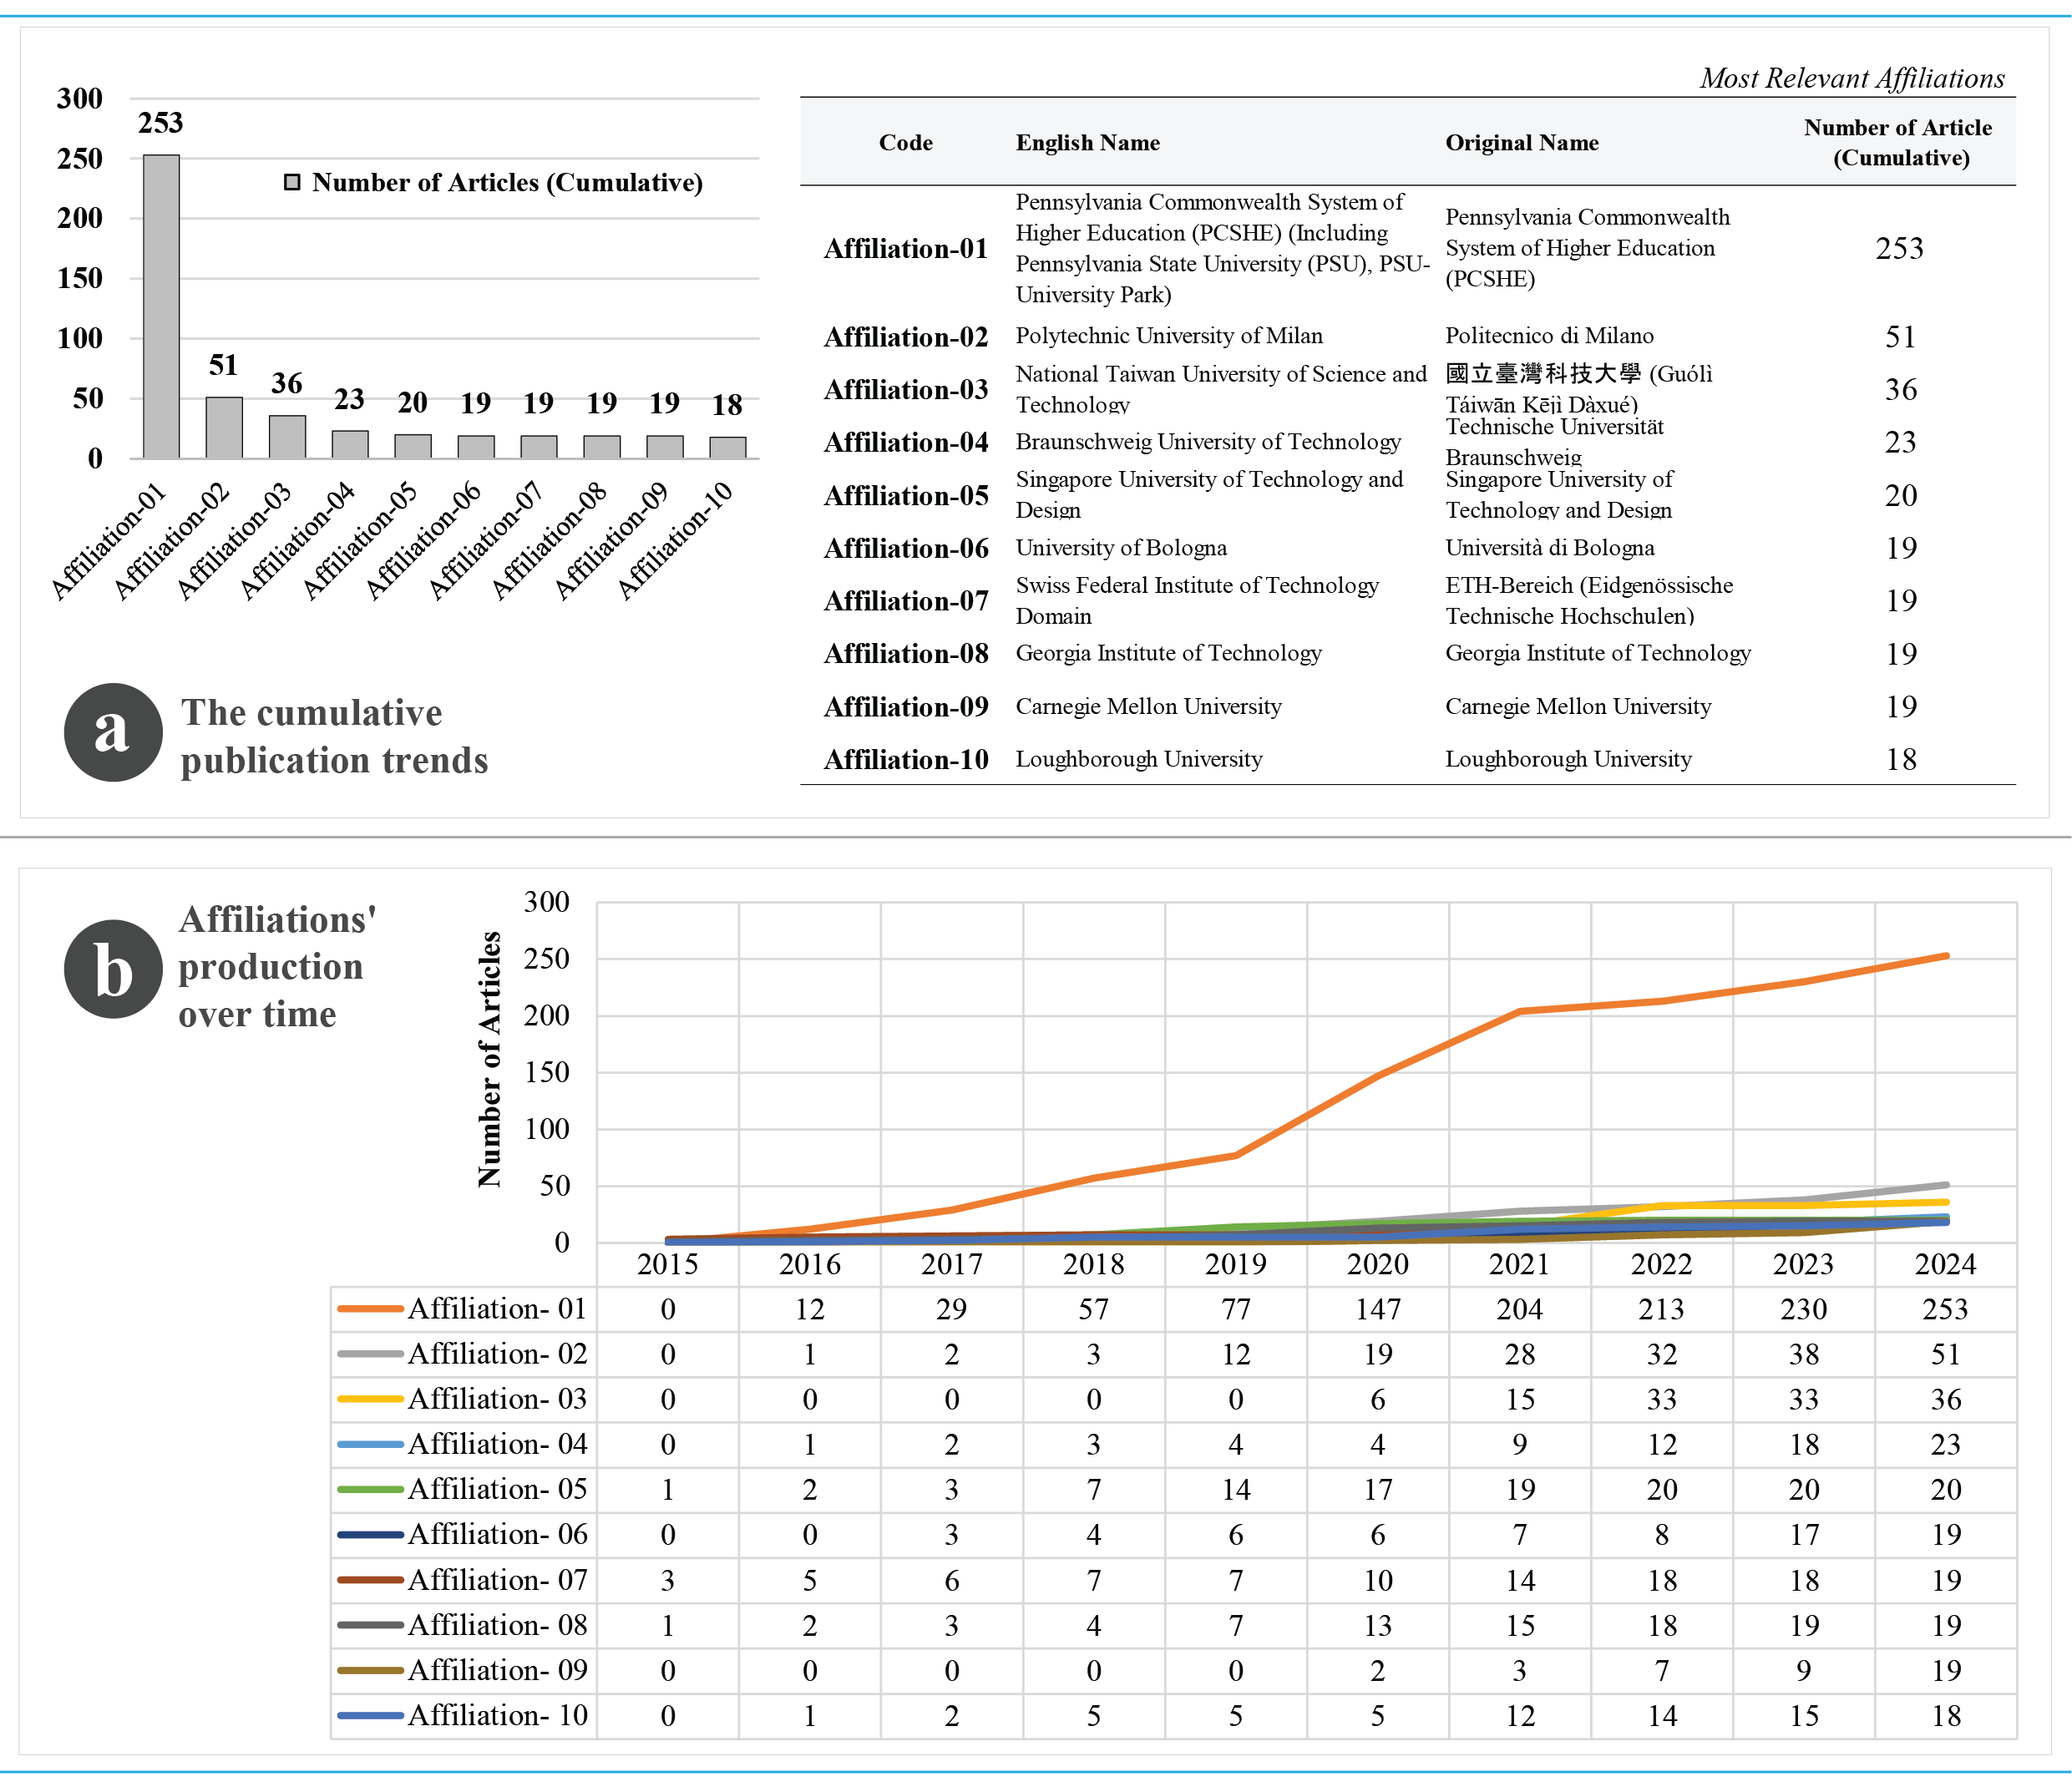 300
250
200
150
100
50
0
253
51
36
23
20
19
19
19
19
18
Number of Articles (Cumulative)
Affiliation-01
Affiliation-02
Affiliation-03
Affiliation-04
Affiliation-05
Affiliation-06
Affiliation-07
Affiliation-08
Affiliation-09
Affiliation-10
a
The cumulative
publication trends
Most Relevant Affiliations
Code English Name Original Name Number of Article
(Cumulative)
Affiliation-01
Pennsylvania Commonwealth System of
Higher Education (PCSHE) (Including
Pennsylvania State University (PSU), PSU-
University Park)
Pennsylvania Commonwealth
System of Higher Education
(PCSHE)
253
Affiliation-02 Polytechnic University of Milan Politecnico di Milano 51
Affiliation-03
National Taiwan University of Science and
Technology
國立臺灣科技大學 (Guólì
Táiwān Kējì Dàxué)
36
Affiliation-04 Braunschweig University of Technology
Technische Universität
Braunschweig
23
Affiliation-05
Singapore University of Technology and
Design
Singapore University of
Technology and Design
20
Affiliation-06 University of Bologna Università di Bologna 19
Affiliation-07
Swiss Federal Institute of Technology
Domain
ETH-Bereich (Eidgenössische
Technische Hochschulen)
19
Affiliation-08 Georgia Institute of Technology Georgia Institute of Technology 19
Affiliation-09 Carnegie Mellon University Carnegie Mellon University 19
Affiliation-10 Loughborough University Loughborough University 18
b
Affiliations'
production
over time
Number of Articles
300
250
200
150
100
50
0
2015 2016 2017 2018 2019 2020 2021 2022 2023 2024
Affiliation- 01 0 12 29 57 77 147 204 213 230 253
Affiliation- 02 0 1 2 3 12 19 28 32 38 51
Affiliation- 03 0 0 0 0 0 6 15 33 33 36
Affiliation- 04 0 1 2 3 4 4 9 12 18 23
Affiliation- 05 1 2 3 7 14 17 19 20 20 20
Affiliation- 06 0 0 3 4 6 6 7 8 17 19
Affiliation- 07 3 5 6 7 7 10 14 18 18 19
Affiliation- 08 1 2 3 4 7 13 15 18 19 19
Affiliation- 09 0 0 0 0 0 2 3 7 9 19
Affiliation- 10 0 1 2 5 5 5 12 14 15 18